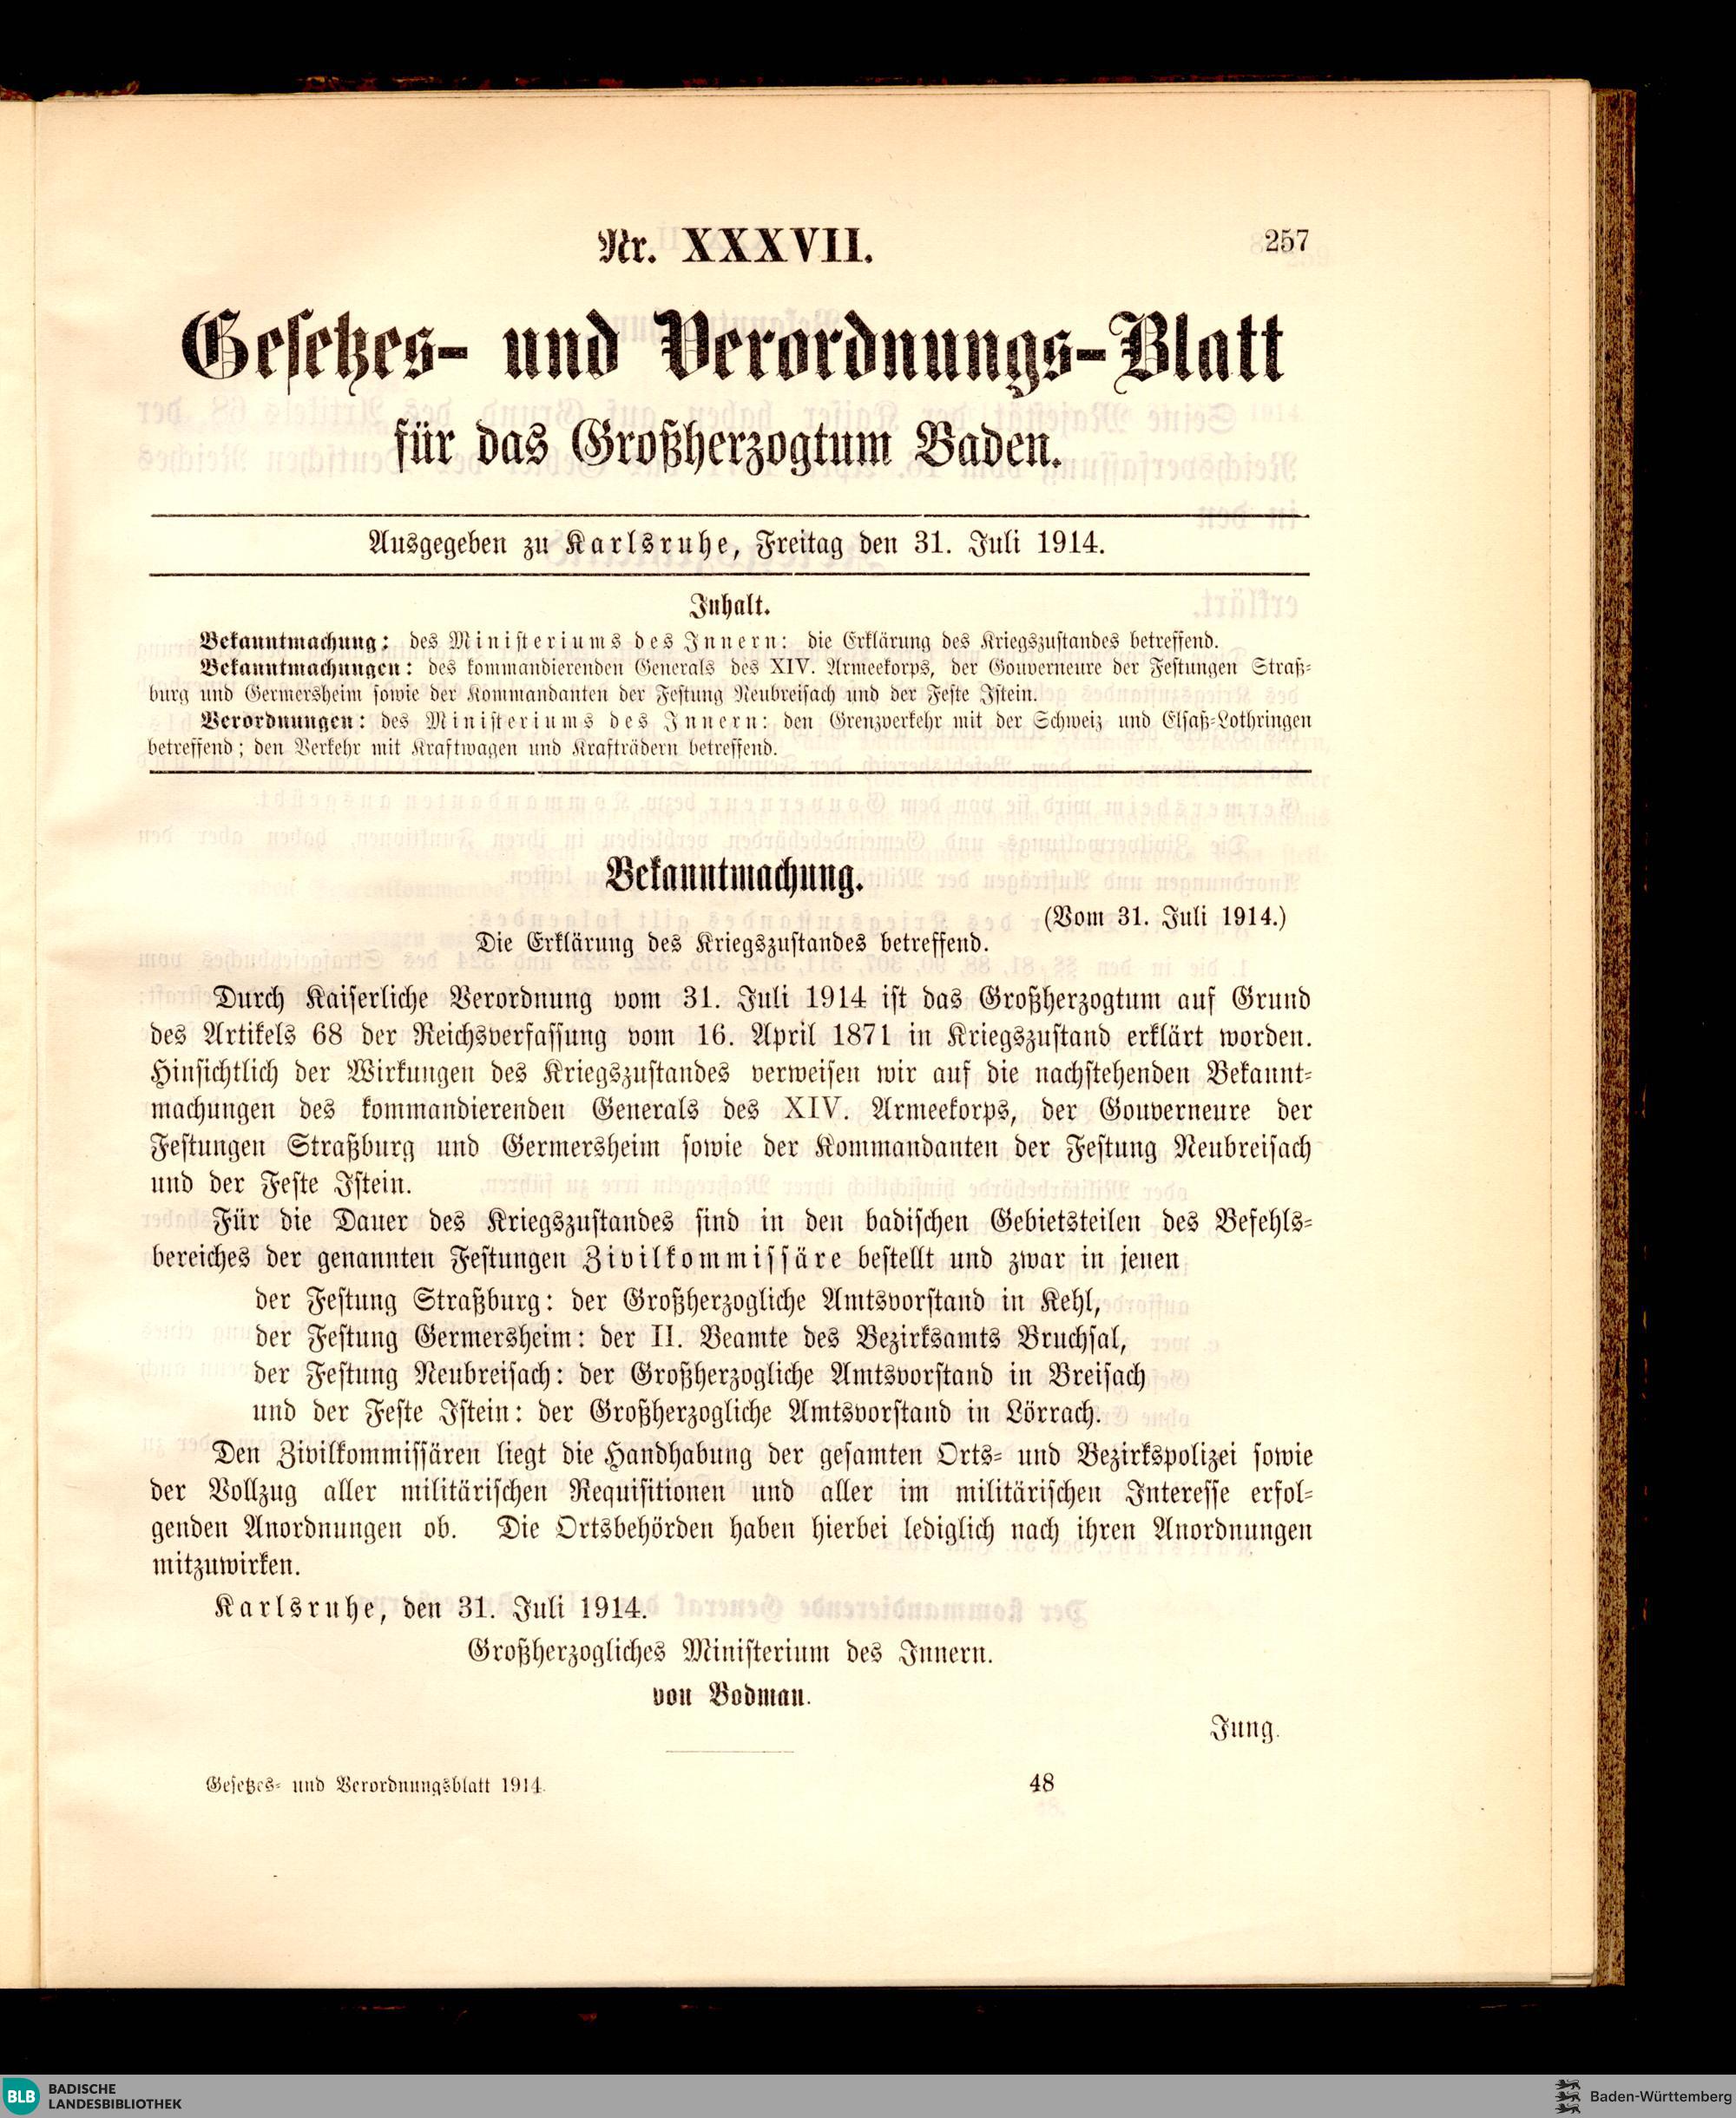 Nr. XXXVII.
257
Gesetzes- und Verordnungs-Blatt
für das Großherzogtum Baden.
Ausgegeben zu Karlsruhe, Freitag den 31. Juli 1914.
Inhalt.
Bekanntmachung: des Ministeriums des Innern: die Erklärung des Kriegszustandes betreffend.
Bekanntmachungen: des kommandierenden Generals des XIV. Armeekorps, der Gouverneure der Festungen Straß-
burg und Germersheim sowie der Kommandanten der Festung Neubreisach und der Feste Istein.
Verordnungen: des Ministeriums des Innern: den Grenzverkehr mit der Schweiz und Elsaß-Lothringen
betreffend; den Verkehr mit Kraftwagen und Krafträdern betreffend.
Bekanntmachung.
(Vom 31. Juli 1914.)
Die Erklärung des Kriegszustandes betreffend.
Durch Kaiserliche Verordnung vom 31. Juli 1914 ist das Großherzogtum auf Grund
des Artikels 68 der Reichsverfassung vom 16. April 1871 in Kriegszustand erklärt worden.
Hinsichtlich der Wirkungen des Kriegszustandes verweisen wir auf die nachstehenden Bekannt-
machungen des kommandierenden Generals des XIV. Armeekorps, der Gouverneure der
Festungen Straßburg und Germersheim sowie der Kommandanten der Festung Neubreisach
und der Feste Istein.
Für die Dauer des Kriegszustandes sind in den badischen Gebietsteilen des Befehls-
bereiches der genannten Festungen Zivilkommissäre bestellt und zwar in jenen
der Festung Straßburg: der Großherzogliche Amtsvorstand in Kehl,
der Festung Germersheim: der II. Beamte des Bezirksamts Bruchsal,
der Festung Neubreisach: der Großherzogliche Amtsvorstand in Breisach
und der Feste Istein: der Großherzogliche Amtsvorstand in Lörrach.
Den Zivilkommissären liegt die Handhabung der gesamten Orts- und Bezirkspolizei sowie
der Vollzug aller militärischen Requisitionen und aller im militärischen Interesse erfol-
genden Anordnungen ob. Die Ortsbehörden haben hierbei lediglich nach ihren Anordnungen
mitzuwirken.
Karlsruhe, den 31. Juli 1914.
Großherzogliches Ministerium des Innern.
von Bodman.
Jung.
Gesetzes- und Verordnungsblatt 1914.
48
BLB BADISCHE
LANDESBIBLIOTHEK
Baden-Württemberg